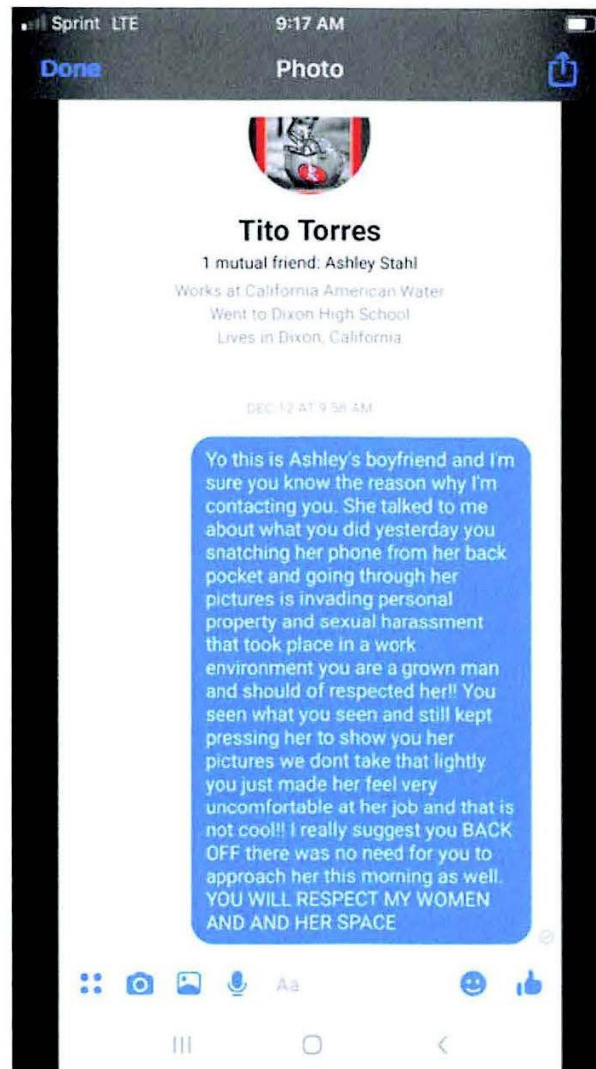 Sprint LTE 9:17 AM
Done Photo
Tito Torres
1 mutual friend: Ashley Stahl
Works at California American Water
Went to Dixon High School
Lives in Dixon, California
DEC 12 AT 9:58 AM
Yo this is Ashley's boyfriend and I'm
sure you know the reason why I'm
contacting you. She talked to me
about what you did yesterday you
snatching her phone from her back
pocket and going through her
pictures is invading personal
property and sexual harassment
that took place in a work
environment you are a grown man
and should of respected her!! You
seen what you seen and still kept
pressing her to show you her
pictures we dont take that lightly
you just made her feel very
uncomfortable at her job and that is
not cool!! I really suggest you BACK
OFF there was no need for you to
approach her this morning as well.
YOU WILL RESPECT MY WOMEN
AND AND HER SPACE
Aa